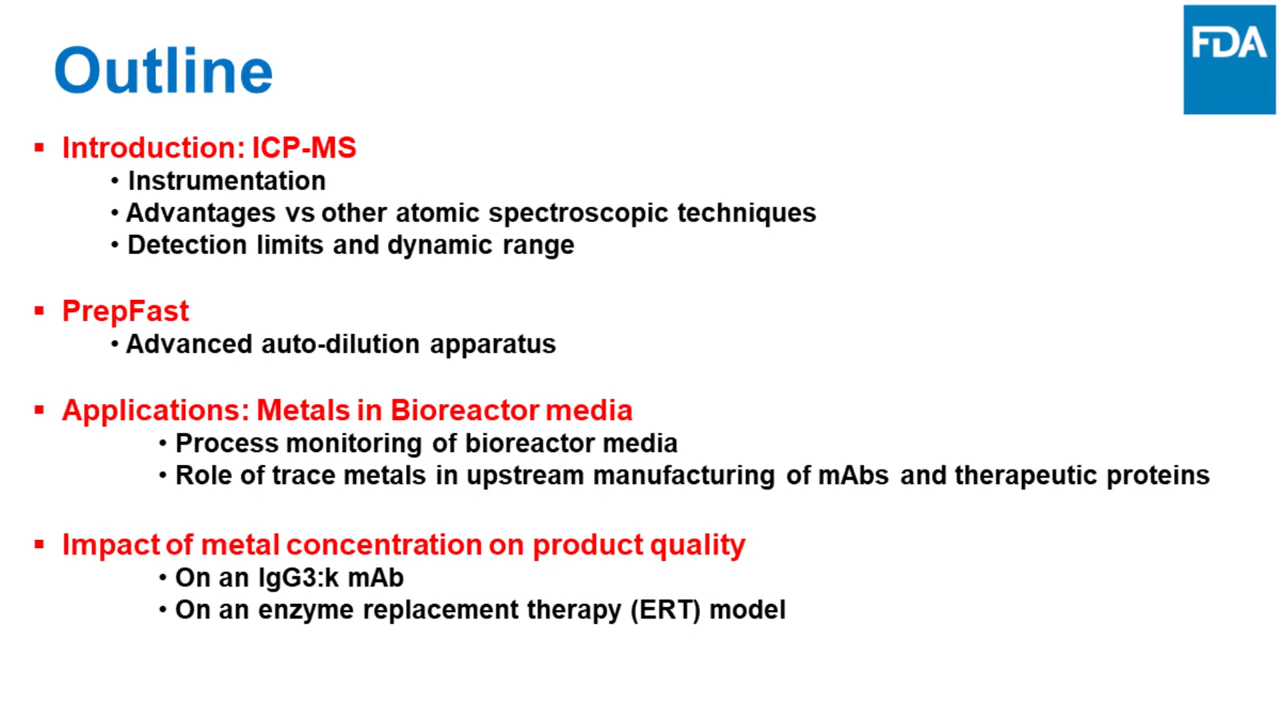 FDA
Outline
▪ Introduction: ICP-MS
• Instrumentation
• Advantages vs other atomic spectroscopic techniques
• Detection limits and dynamic range
▪ PrepFast
• Advanced auto-dilution apparatus
▪ Applications: Metals in Bioreactor media
• Process monitoring of bioreactor media
• Role of trace metals in upstream manufacturing of mAbs and therapeutic proteins
▪ Impact of metal concentration on product quality
• On an IgG3:k mAb
• On an enzyme replacement therapy (ERT) model